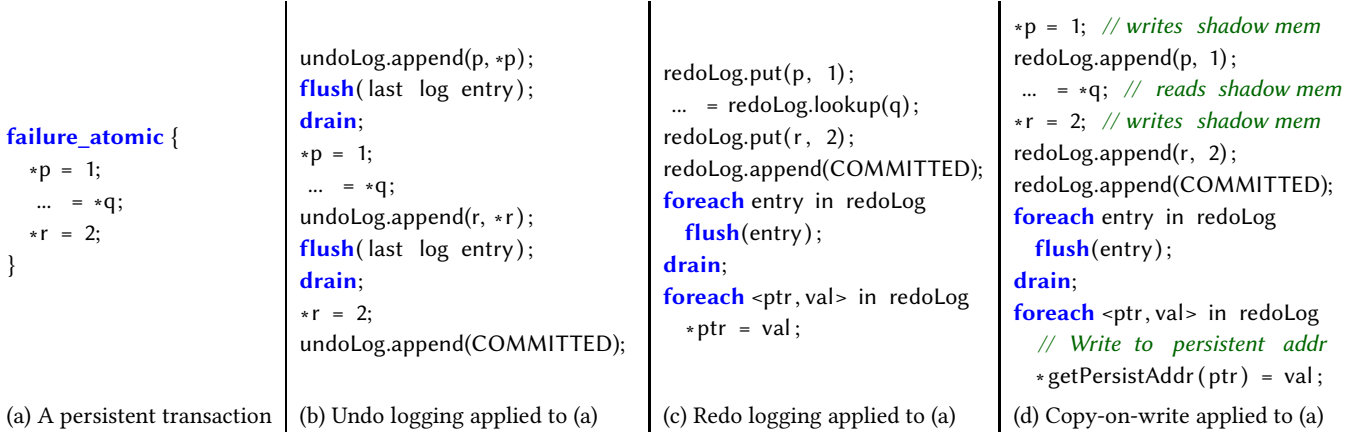 failure_atomic {
*p = 1;
... = *q;
*r = 2;
}
(a) A persistent transaction
undoLog.append(p, *p);
flush(last log entry);
drain;
*p = 1;
... = *q;
undoLog.append(r, *r);
flush(last log entry);
drain;
*r = 2;
undoLog.append(COMMITTED);
(b) Undo logging applied to (a)
redoLog.put(p, 1);
... = redoLog.lookup(q);
redoLog.put(r, 2);
redoLog.append(COMMITTED);
foreach entry in redoLog
flush(entry);
drain;
foreach <ptr,val> in redoLog
*ptr = val;
(c) Redo logging applied to (a)
*p = 1; // writes shadow mem
redoLog.append(p, 1);
... = *q; // reads shadow mem
*r = 2; // writes shadow mem
redoLog.append(r, 2);
redoLog.append(COMMITTED);
foreach entry in redoLog
flush(entry);
drain;
foreach <ptr,val> in redoLog
// Write to persistent addr
*getPersistAddr(ptr) = val;
(d) Copy-on-write applied to (a)